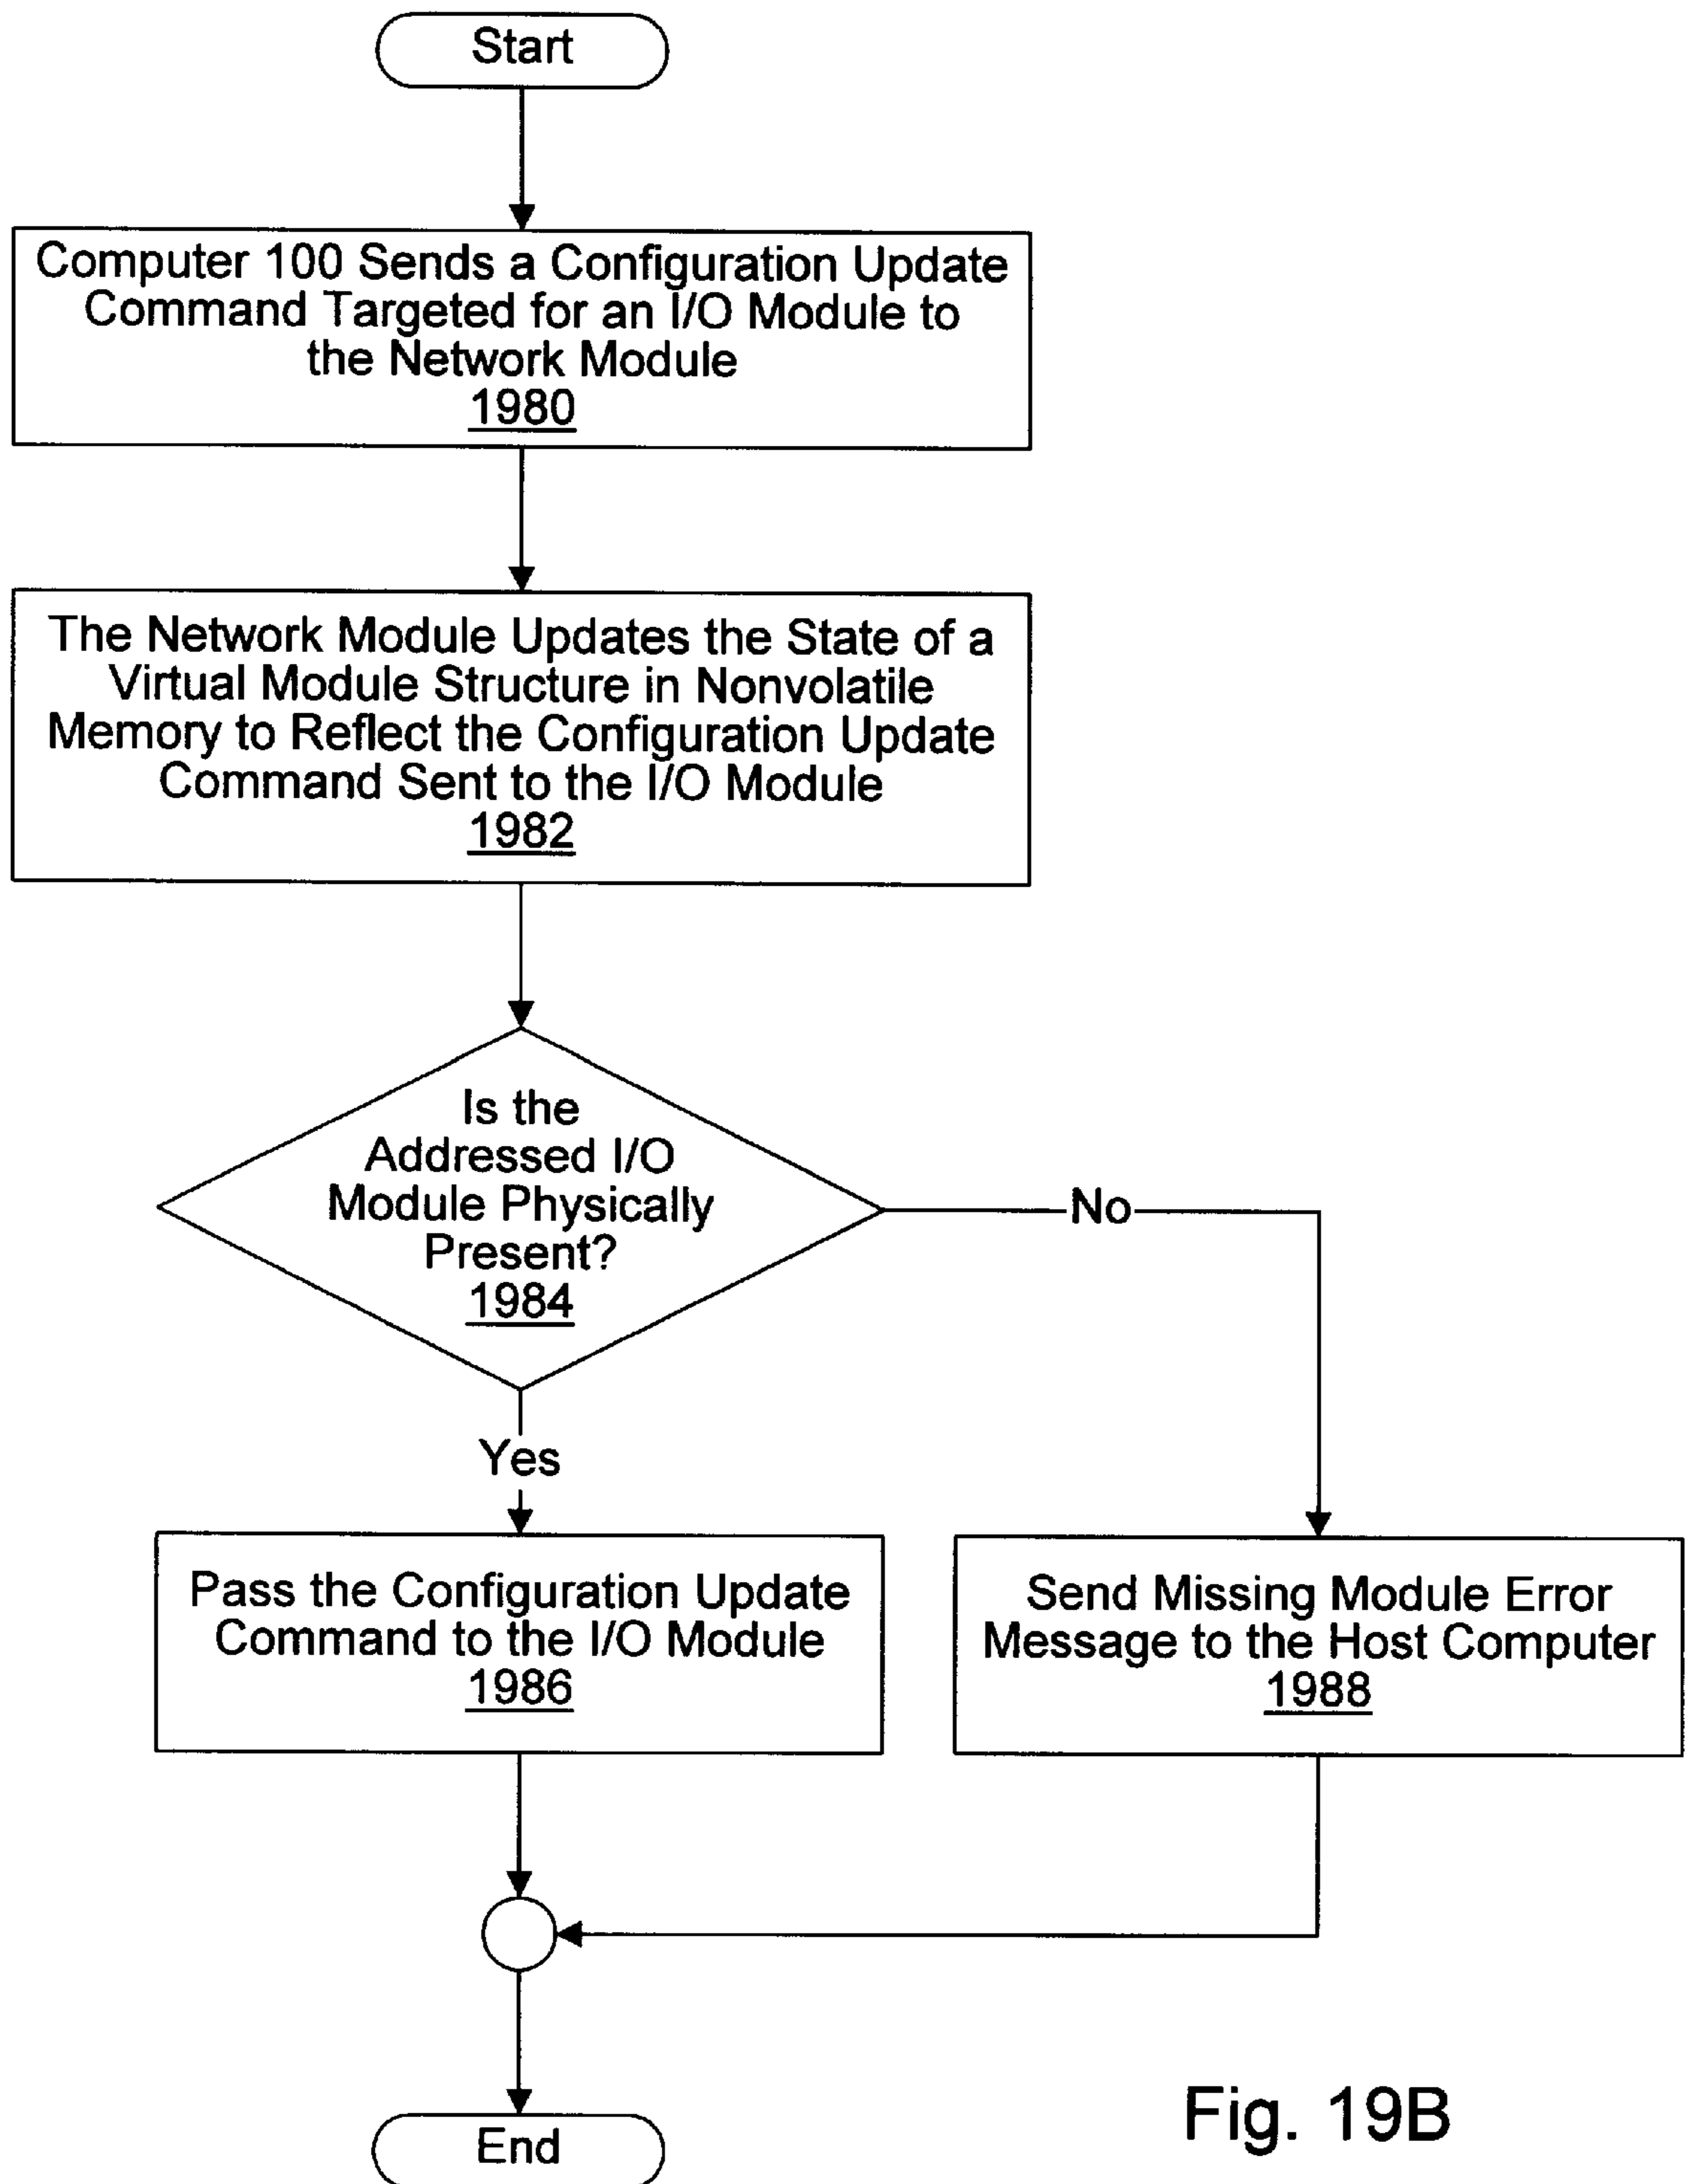 Start
Computer 100 Sends a Configuration Update
Command Targeted for an I/O Module to
the Network Module
1980
The Network Module Updates the State of a
Virtual Module Structure in Nonvolatile
Memory to Reflect the Configuration Update
Command Sent to the I/O Module
1982
Is the
Addressed I/O
Module Physically
Present?
1984
No
Yes
Pass the Configuration Update
Command to the I/O Module
1986
Send Missing Module Error
Message to the Host Computer
1988
End
Fig. 19B